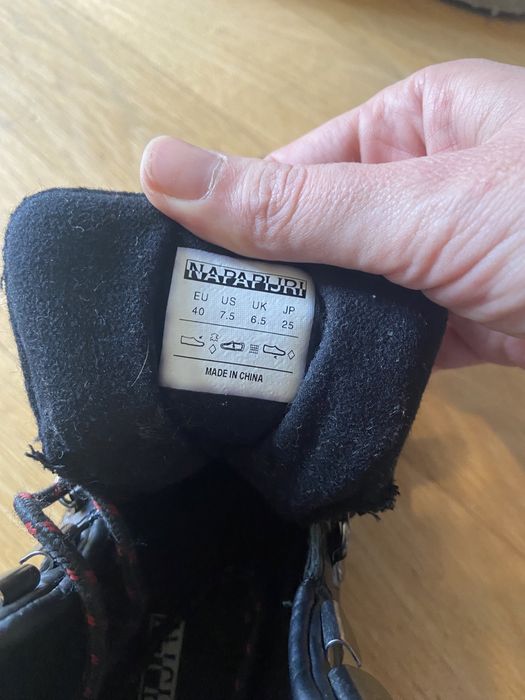 NAPAPIJRI
EU US UK JP
40 7.5 6.5 25
MADE IN CHINA